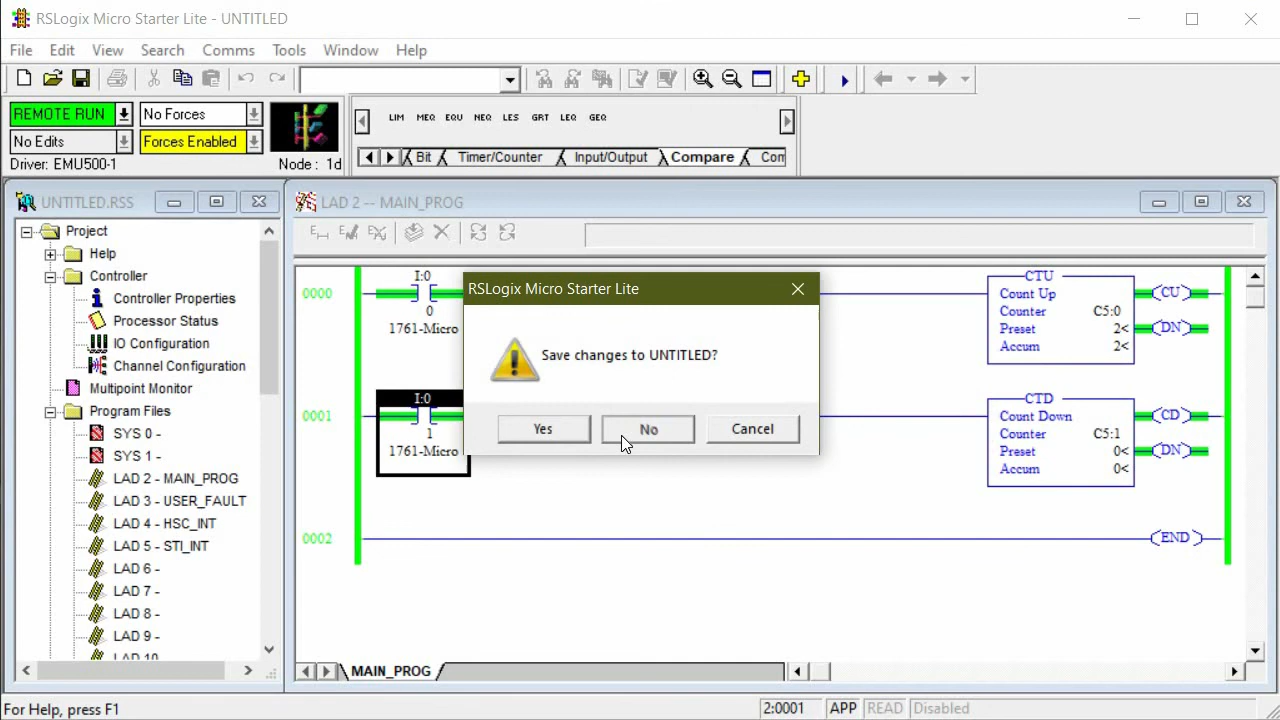 RSLogix Micro Starter Lite - UNTITLED
File Edit View Search Comms Tools Window Help
REMOTE RUN No Forces
No Edits Forces Enabled
Driver: EMU500-1 Node : 1d
LIM MEQ EQU NEQ LES GRT LEQ GEQ
Bit Timer/Counter Input/Output Compare Com
UNTITLED.RSS
Project
Help
Controller
Controller Properties
Processor Status
IO Configuration
Channel Configuration
Multipoint Monitor
Program Files
SYS 0 -
SYS 1 -
LAD 2 - MAIN_PROG
LAD 3 - USER_FAULT
LAD 4 - HSC_INT
LAD 5 - STI_INT
LAD 6 -
LAD 7 -
LAD 8 -
LAD 9 -
LAD 10
LAD 2 -- MAIN_PROG
0000
I:0
0
1761-Micro
CTU
Count Up
Counter C5:0
Preset 2<
Accum 2<
CU
DN
0001
I:0
1
1761-Micro
CTD
Count Down
Counter C5:1
Preset 0<
Accum 0<
CD
DN
0002
END
MAIN_PROG
RSLogix Micro Starter Lite
Save changes to UNTITLED?
Yes No Cancel
For Help, press F1
2:0001 APP READ Disabled